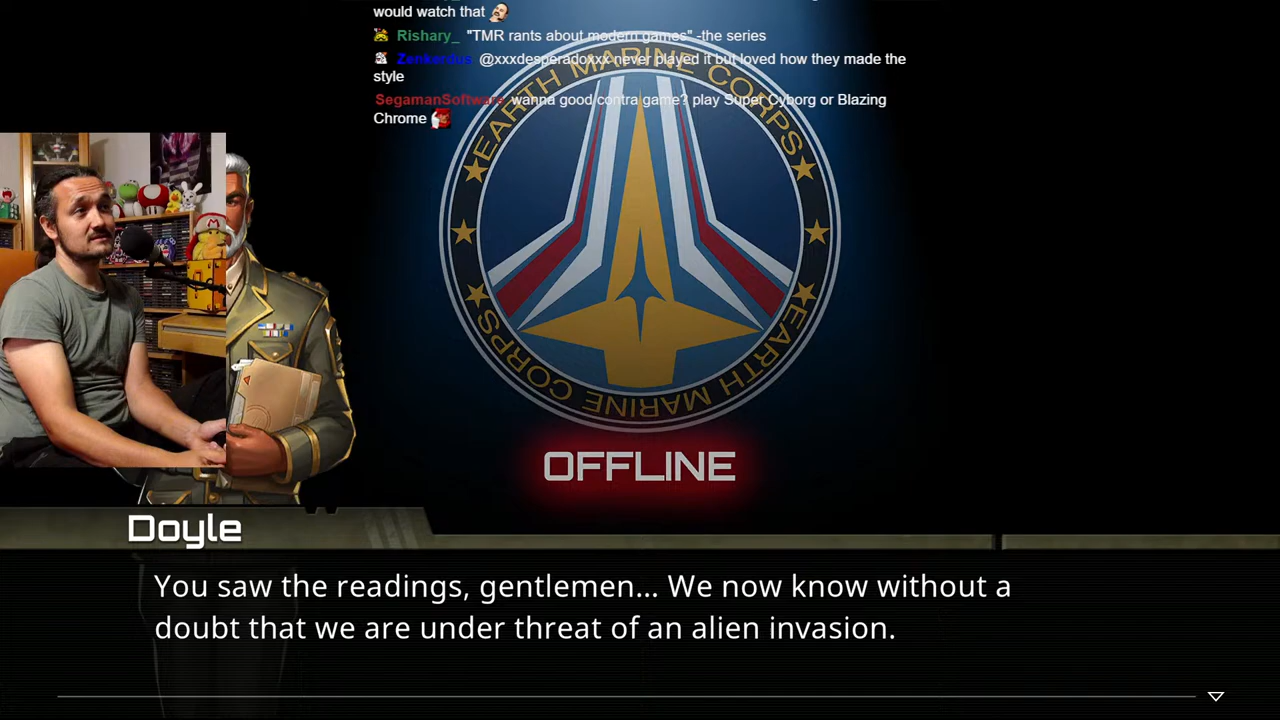 would watch that
Rishary_ "TMR rants about modern games" -the series
Zenkordus @xxxdesperadoxxx never played it but loved how they made the
style
SegamanSoftware wanna good contra game? play Super Cyborg or Blazing
Chrome
EARTH MARINE CORPS
EARTH MARINE CORPS
OFFLINE
Doyle
You saw the readings, gentlemen... We now know without a
doubt that we are under threat of an alien invasion.